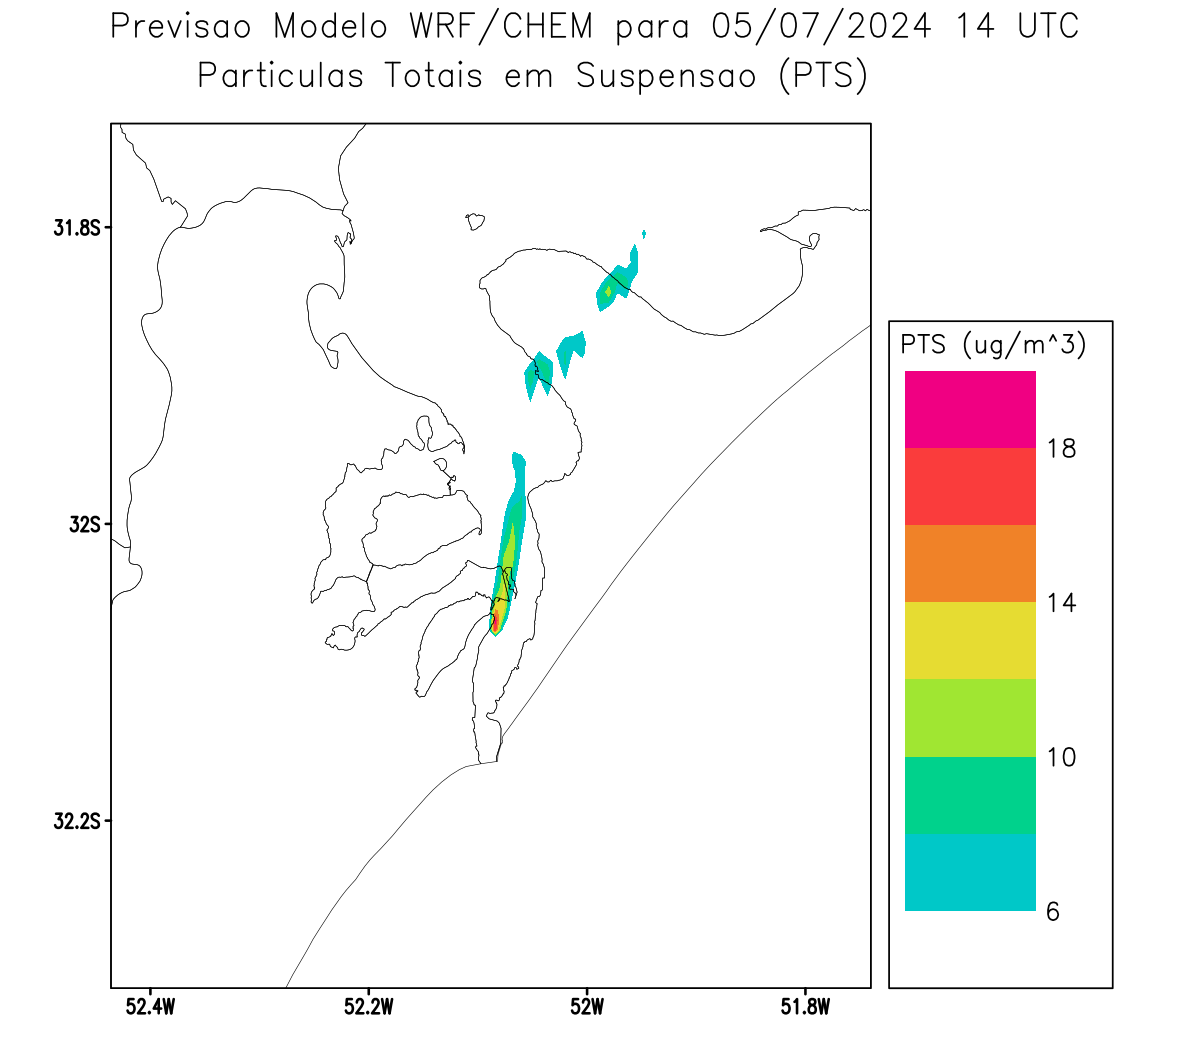 Previsao Modelo WRF/CHEM para 05/07/2024 14 UTC
Particulas Totais em Suspensao (PTS)
31.8S
32S
32.2S
52.4W
52.2W
52W
51.8W
PTS (ug/m^3)
18
14
10
6